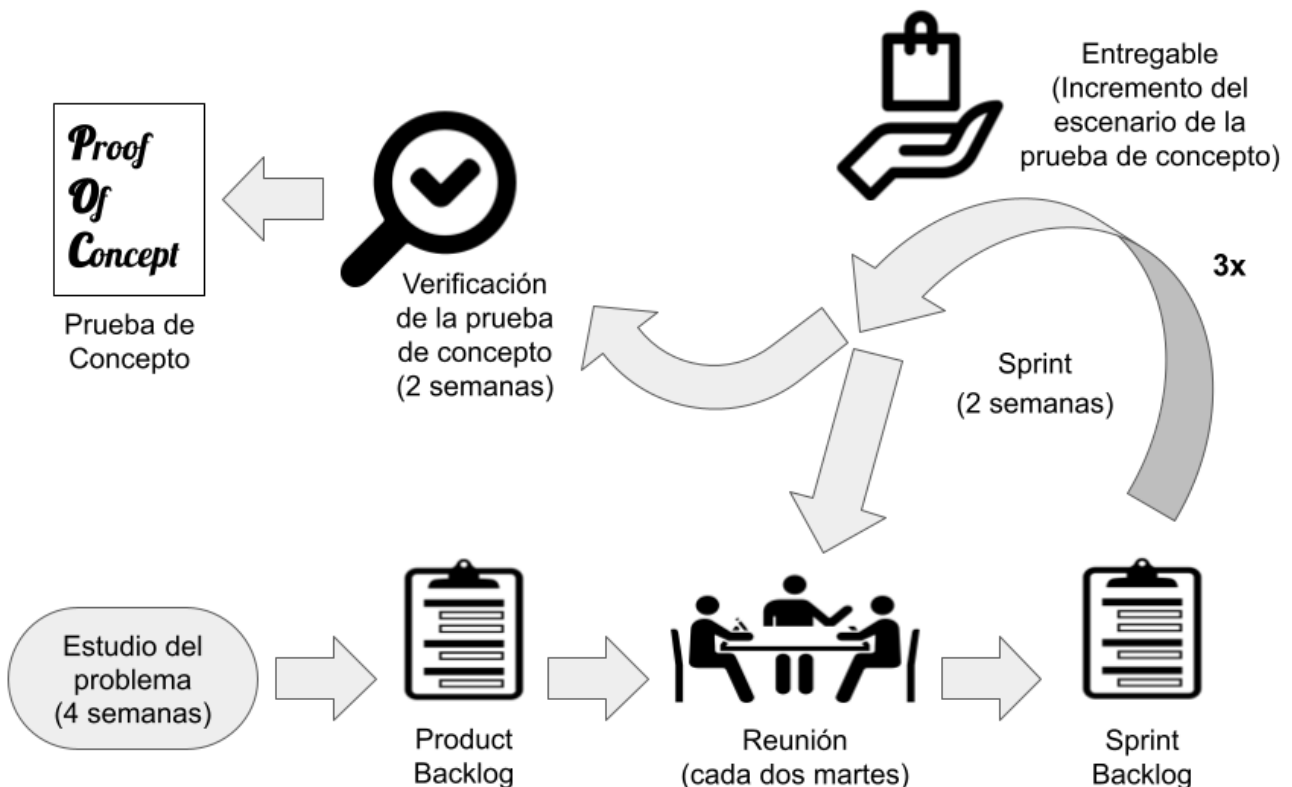 Proof
Of
Concept
Prueba de
Concepto
Verificación
de la prueba
de concepto
(2 semanas)
Entregable
(Incremento del
escenario de la
prueba de concepto)
3x
Sprint
(2 semanas)
Estudio del
problema
(4 semanas)
Product
Backlog
Reunión
(cada dos martes)
Sprint
Backlog